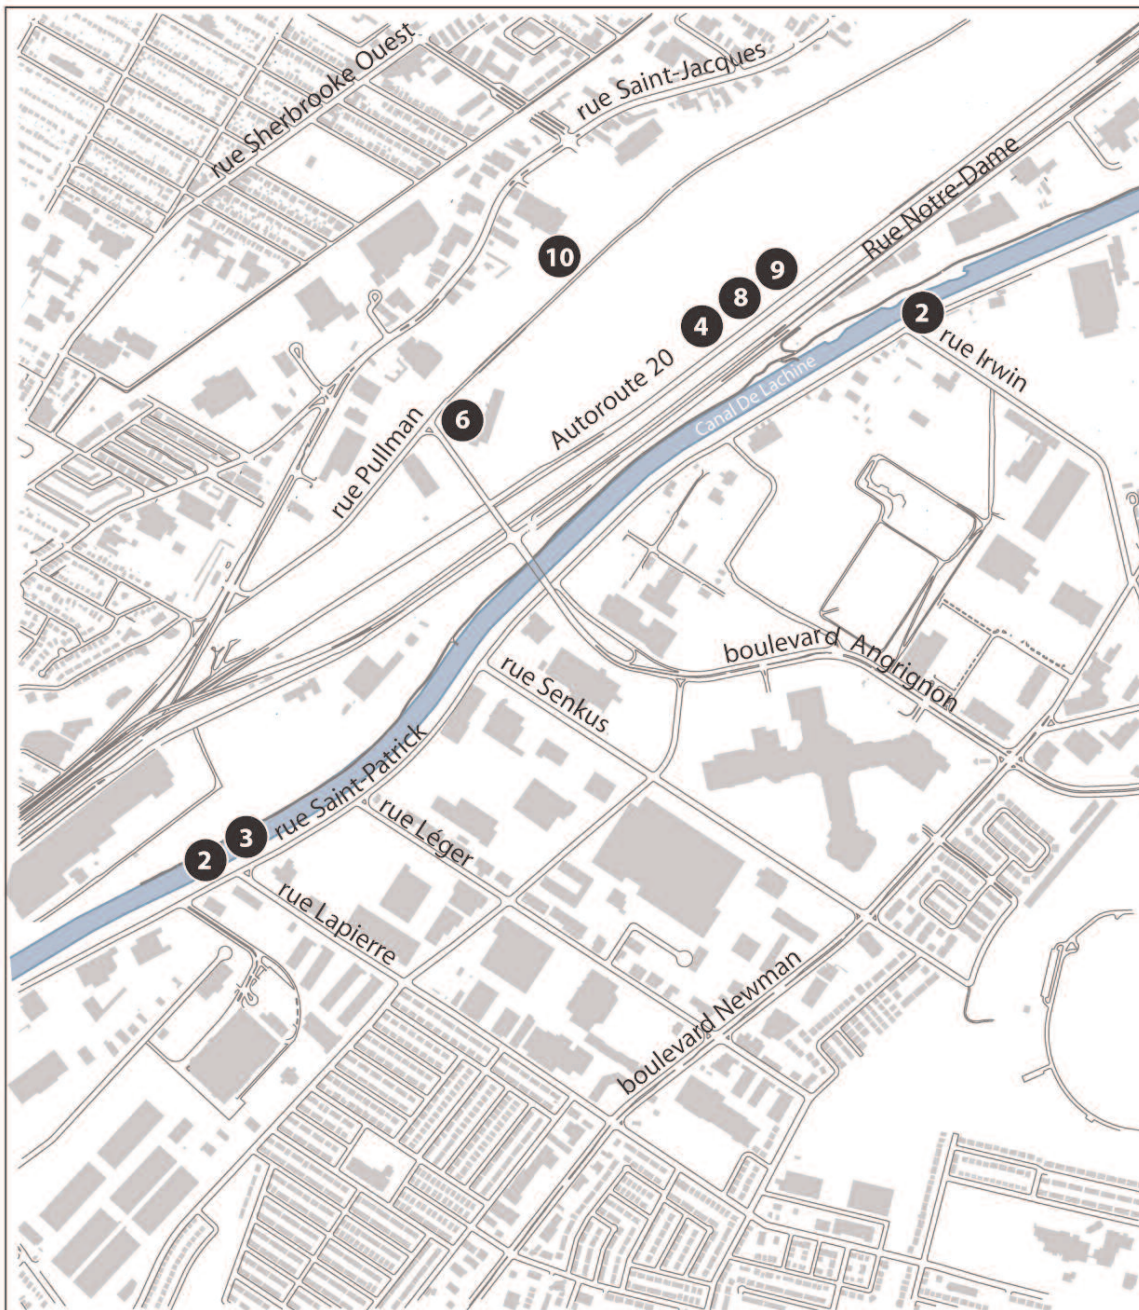 rue Sherbrooke Ouest
rue Saint-Jacques
Rue Notre-Dame
10
9
8
4
2
rue Irwin
Autoroute 20
Canal De Lachine
6
rue Pullman
boulevard Angrignon
rue Senkus
rue Saint-Patrick
3
2
rue Léger
rue Lapierre
boulevard Newman